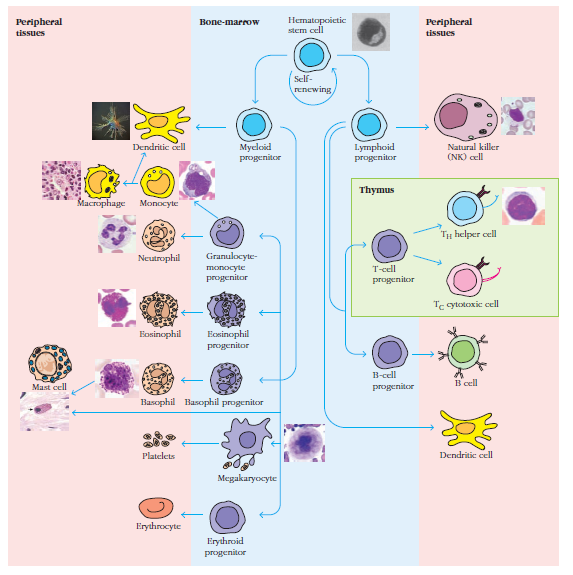 Peripheral
tissues
Bone-marrow
Hematopoietic
stem cell
Peripheral
tissues
Self-
renewing
Dendritic cell
Myeloid
progenitor
Lymphoid
progenitor
Natural killer
(NK) cell
Thymus
Macrophage
Monocyte
TH helper cell
Neutrophil
Granulocyte-
monocyte
progenitor
T-cell
progenitor
TC cytotoxic cell
Eosinophil
Eosinophil
progenitor
Mast cell
Basophil
Basophil progenitor
B-cell
progenitor
B cell
Platelets
Megakaryocyte
Dendritic cell
Erythrocyte
Erythroid
progenitor